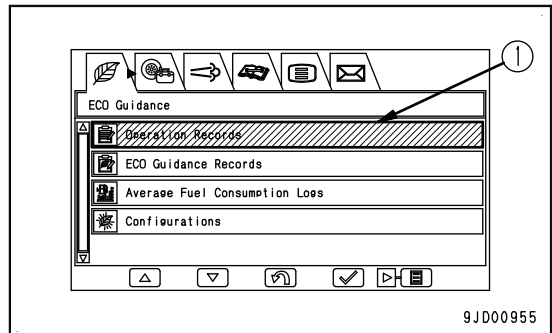 1
ECO Guidance
Operation Records
ECO Guidance Records
Average Fuel Consumption Logs
Configurations
9JD00955